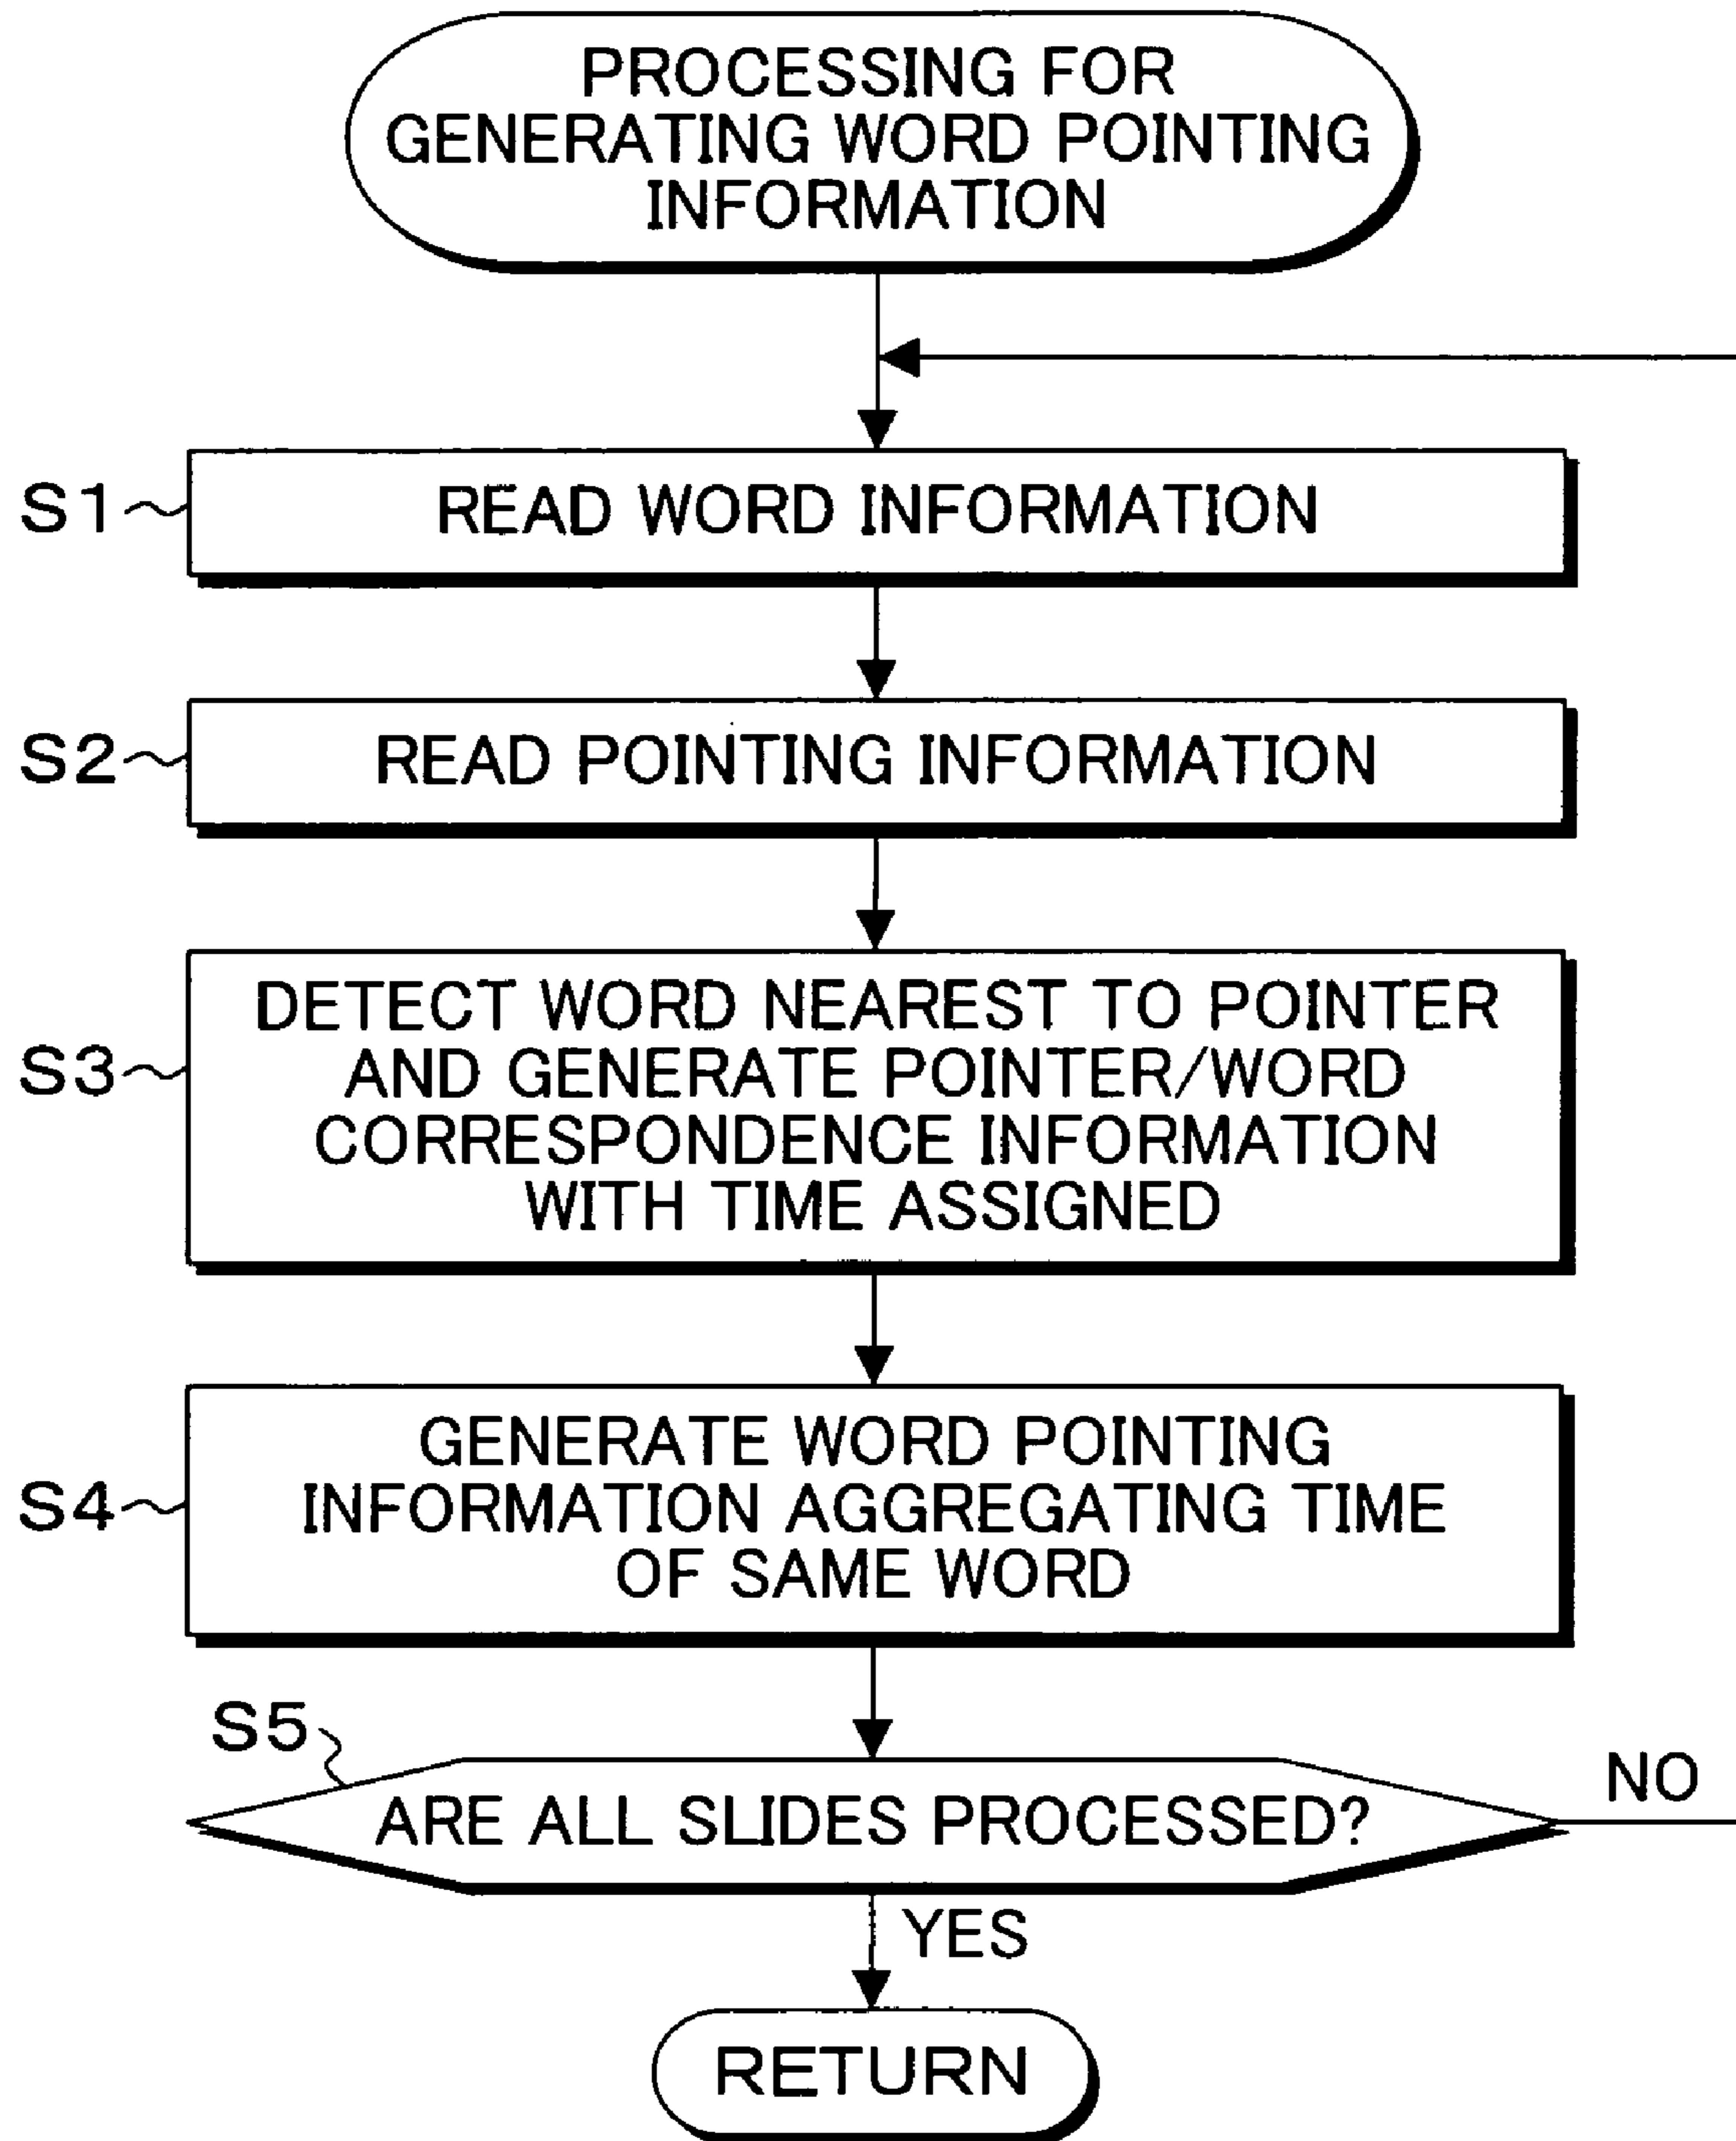 PROCESSING FOR
GENERATING WORD POINTING
INFORMATION
S1
READ WORD INFORMATION
S2
READ POINTING INFORMATION
S3
DETECT WORD NEAREST TO POINTER
AND GENERATE POINTER/WORD
CORRESPONDENCE INFORMATION
WITH TIME ASSIGNED
S4
GENERATE WORD POINTING
INFORMATION AGGREGATING TIME
OF SAME WORD
S5
ARE ALL SLIDES PROCESSED?
NO
YES
RETURN